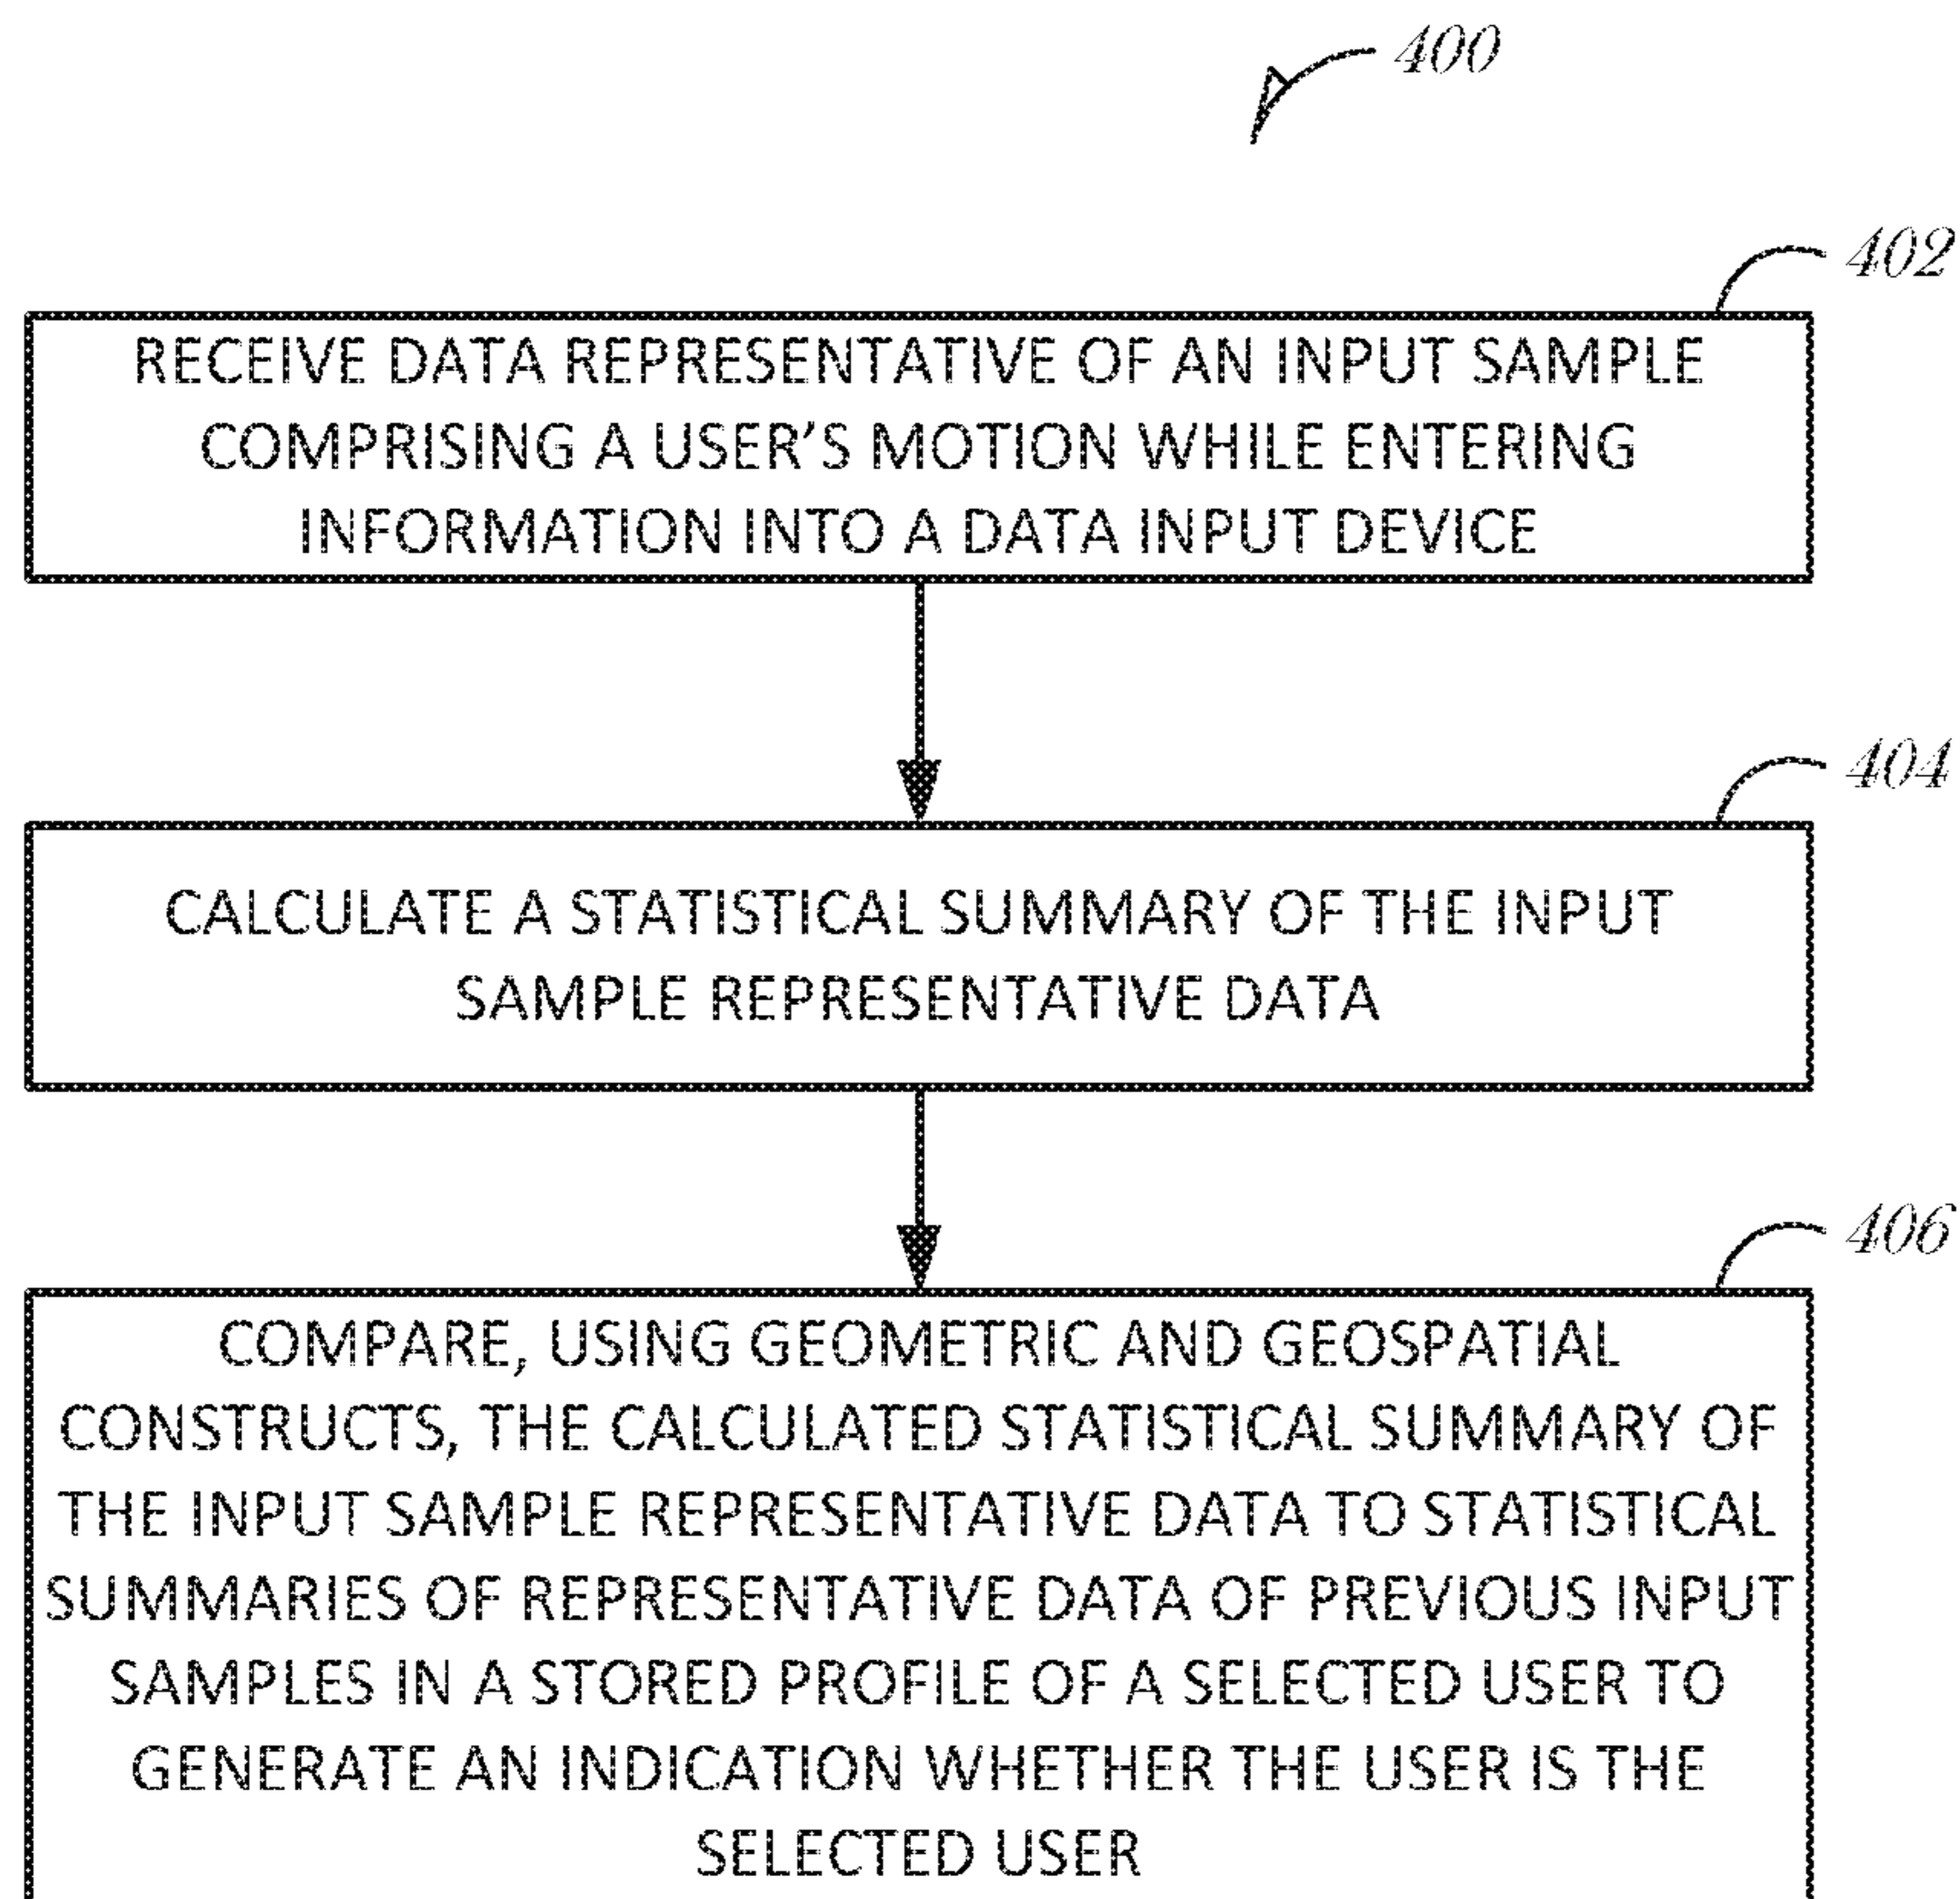 400
402
RECEIVE DATA REPRESENTATIVE OF AN INPUT SAMPLE
COMPRISING A USER'S MOTION WHILE ENTERING
INFORMATION INTO A DATA INPUT DEVICE
404
CALCULATE A STATISTICAL SUMMARY OF THE INPUT
SAMPLE REPRESENTATIVE DATA
406
COMPARE, USING GEOMETRIC AND GEOSPATIAL
CONSTRUCTS, THE CALCULATED STATISTICAL SUMMARY OF
THE INPUT SAMPLE REPRESENTATIVE DATA TO STATISTICAL
SUMMARIES OF REPRESENTATIVE DATA OF PREVIOUS INPUT
SAMPLES IN A STORED PROFILE OF A SELECTED USER TO
GENERATE AN INDICATION WHETHER THE USER IS THE
SELECTED USER